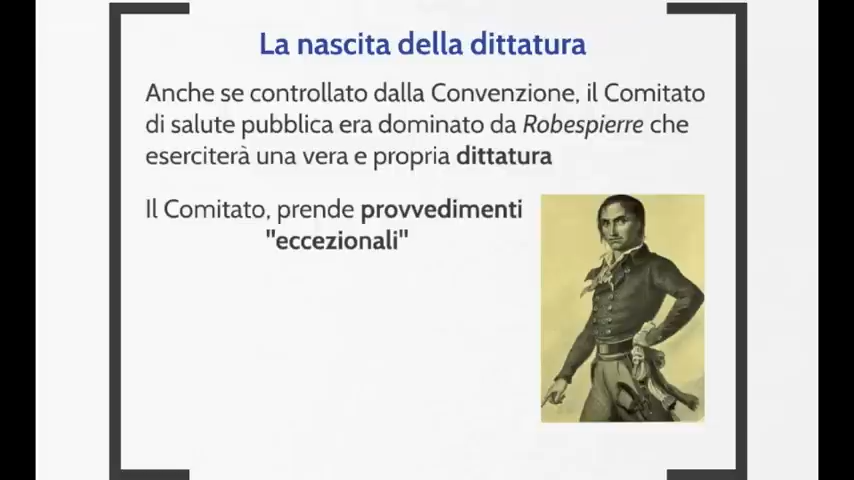 La nascita della dittatura
Anche se controllato dalla Convenzione, il Comitato
di salute pubblica era dominato da Robespierre che
eserciterà una vera e propria dittatura
Il Comitato, prende provvedimenti
"eccezionali"